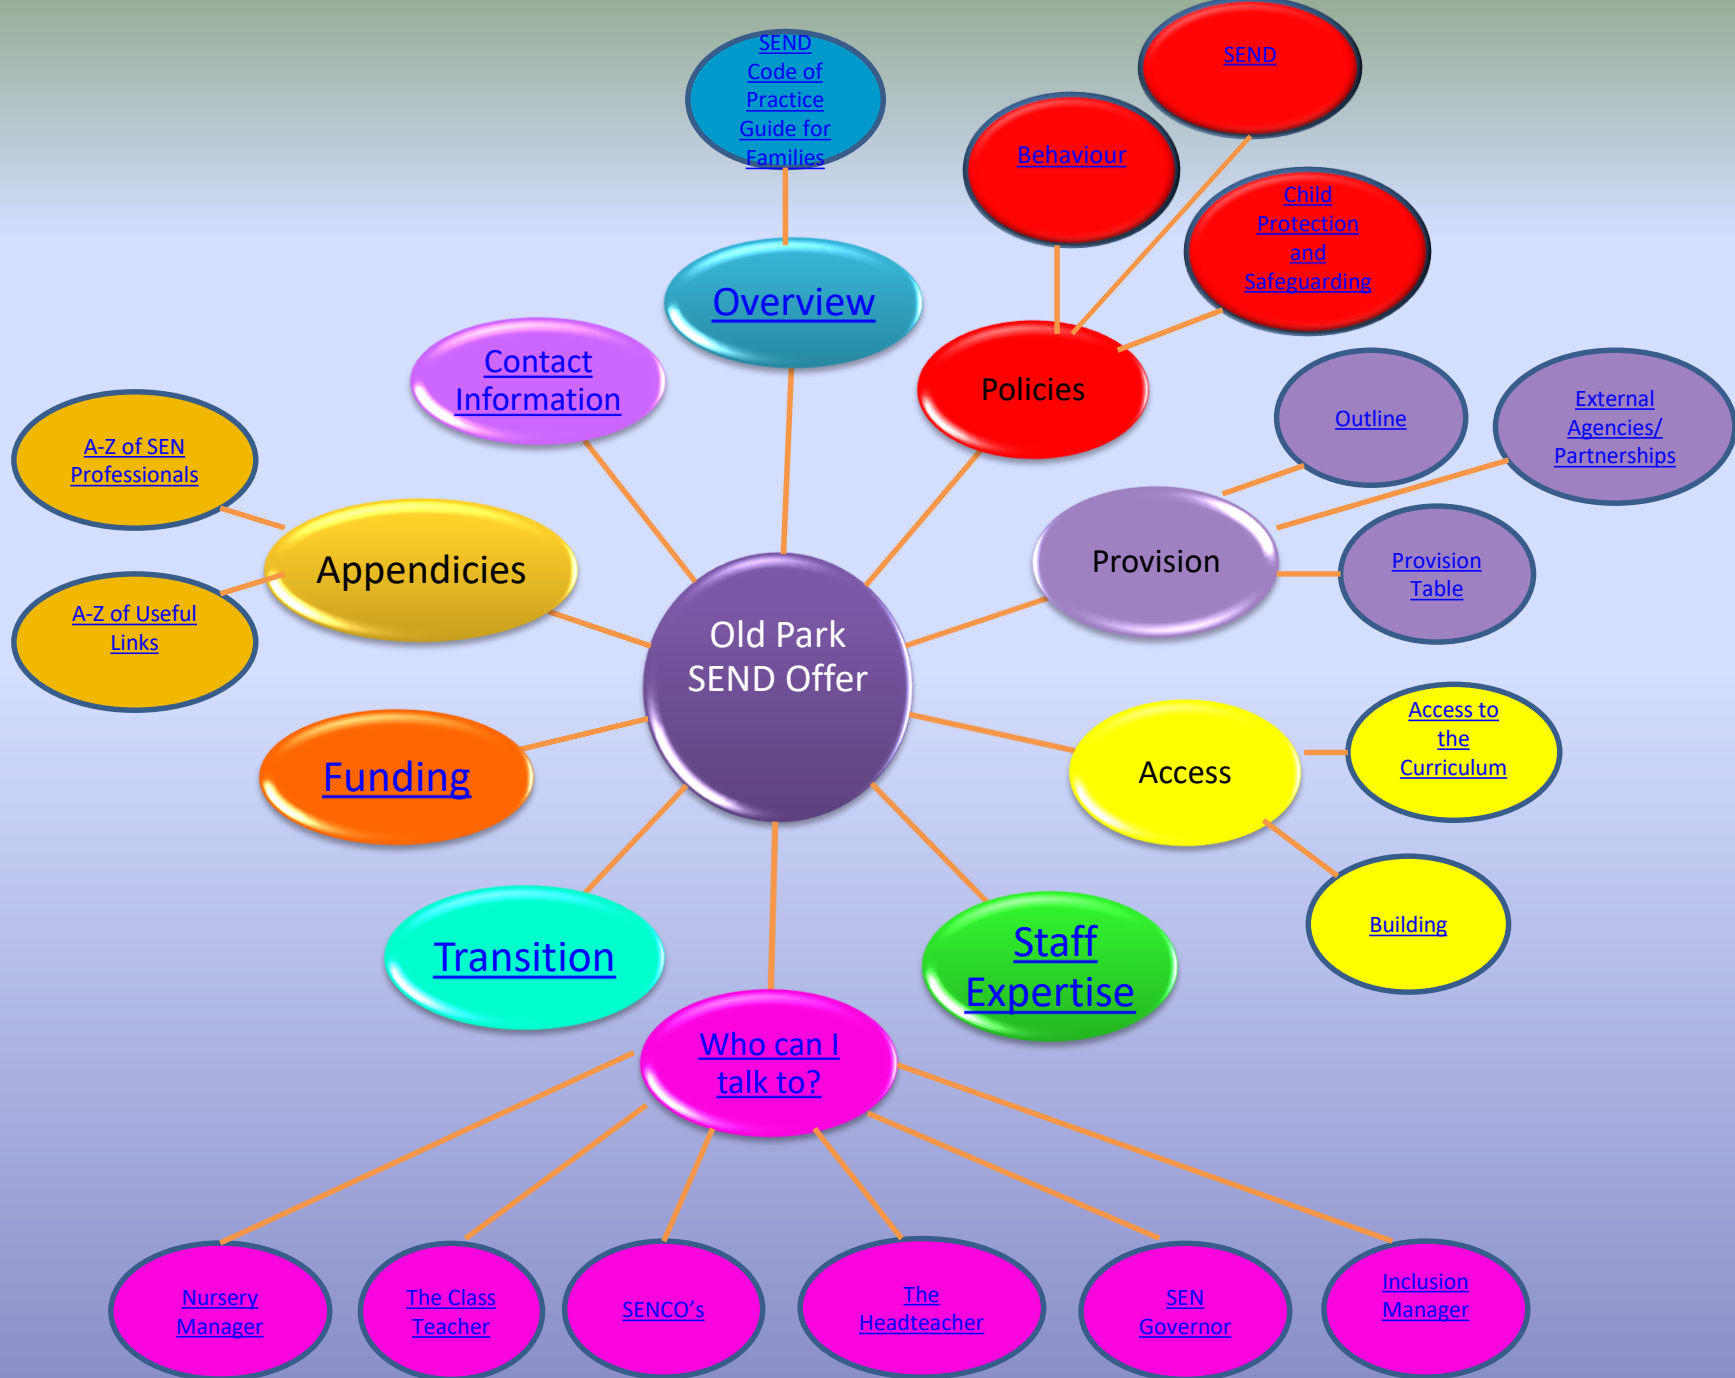 SEND
Code of
Practice
Guide for
Families
SEND
Behaviour
Child
Protection
and
Safeguarding
Overview
Contact
Information
Policies
Outline
External
Agencies/
Partnerships
A-Z of SEN
Professionals
Appendicies
Provision
Provision
Table
A-Z of Useful
Links
Old Park
SEND Offer
Funding
Access
Access to
the
Curriculum
Building
Transition
Staff
Expertise
Who can I
talk to?
Nursery
Manager
The Class
Teacher
SENCO’s
The
Headteacher
SEN
Governor
Inclusion
Manager